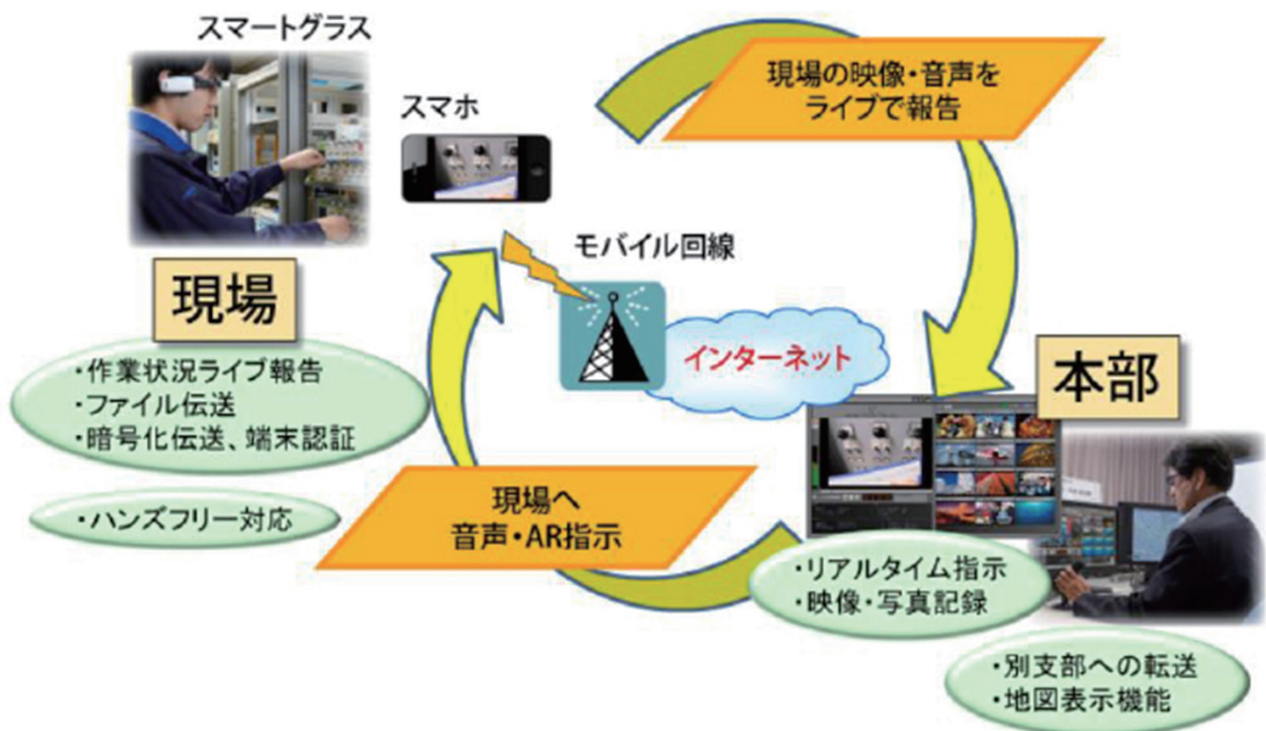 スマートグラス
スマホ
現場の映像・音声を
ライブで報告
モバイル回線
現場
インターネット
本部
・作業状況ライブ報告
・ファイル伝送
・暗号化伝送、端末認証
・ハンズフリー対応
現場へ
音声・AR指示
・リアルタイム指示
・映像・写真記録
・別支部への転送
・地図表示機能